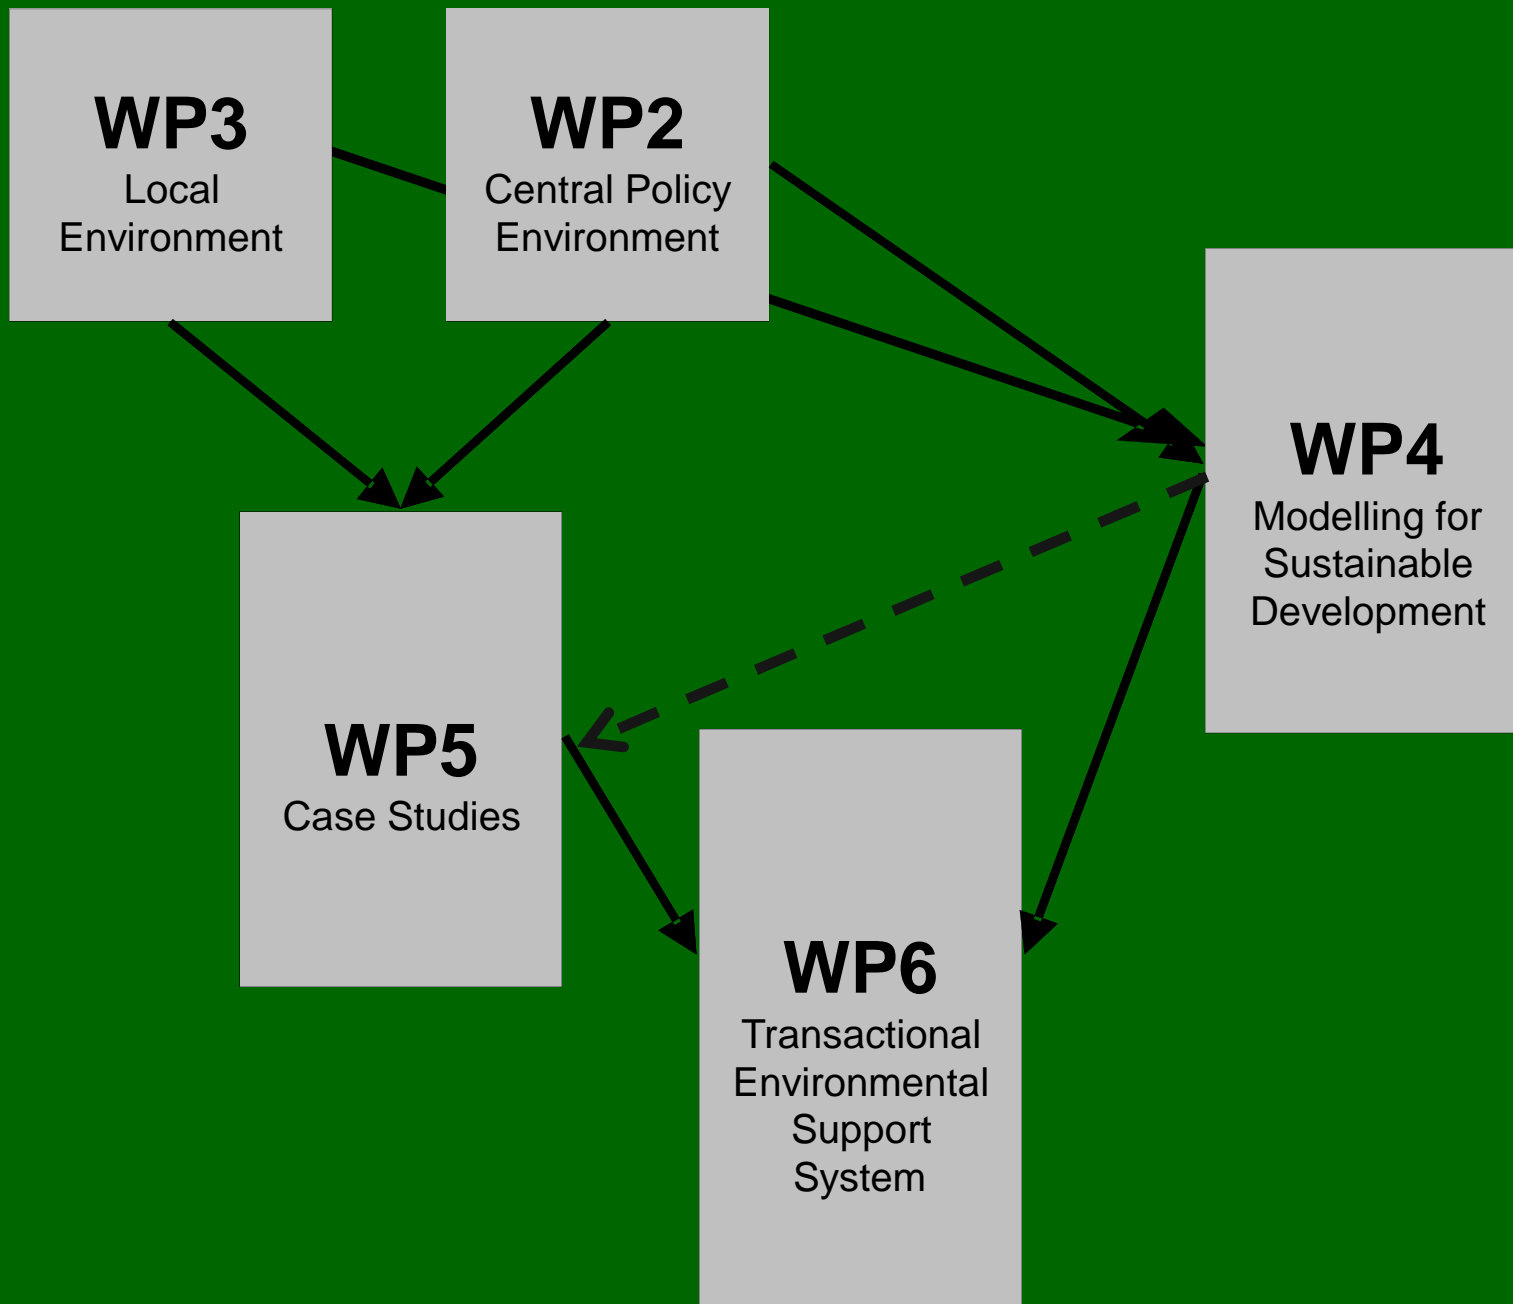 WP3
Local
Environment
WP2
Central Policy
Environment
WP4
Modelling for
Sustainable
Development
WP5
Case Studies
WP6
Transactional
Environmental
Support
System